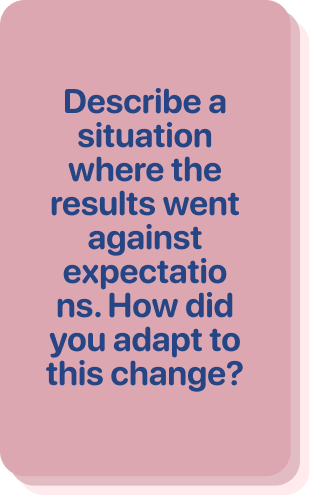 Describe a
situation
where the
results went
against
expectatio
ns. How did
you adapt to
this change?